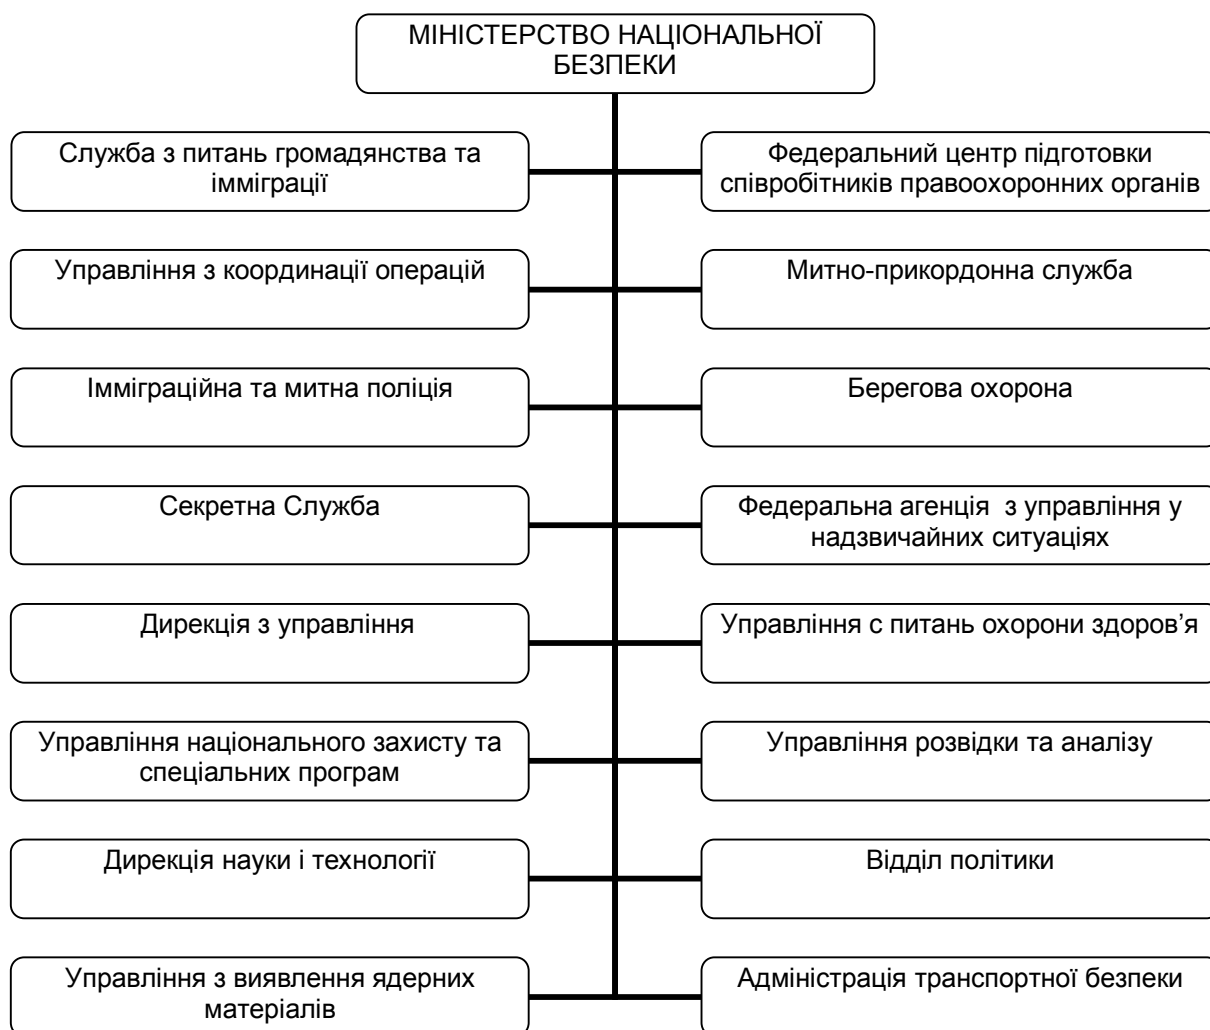 МІНІСТЕРСТВО НАЦІОНАЛЬНОЇ
БЕЗПЕКИ
Служба з питань громадянства та
імміграції
Федеральний центр підготовки
співробітників правоохоронних органів
Управління з координації операцій
Митно-прикордонна служба
Імміграційна та митна поліція
Берегова охорона
Секретна Служба
Федеральна агенція  з управління у
надзвичайних ситуаціях
Дирекція з управління
Управління с питань охорони здоров’я
Управління національного захисту та
спеціальних програм
Управління розвідки та аналізу
Дирекція науки і технології
Відділ політики
Управління з виявлення ядерних
матеріалів
Адміністрація транспортної безпеки